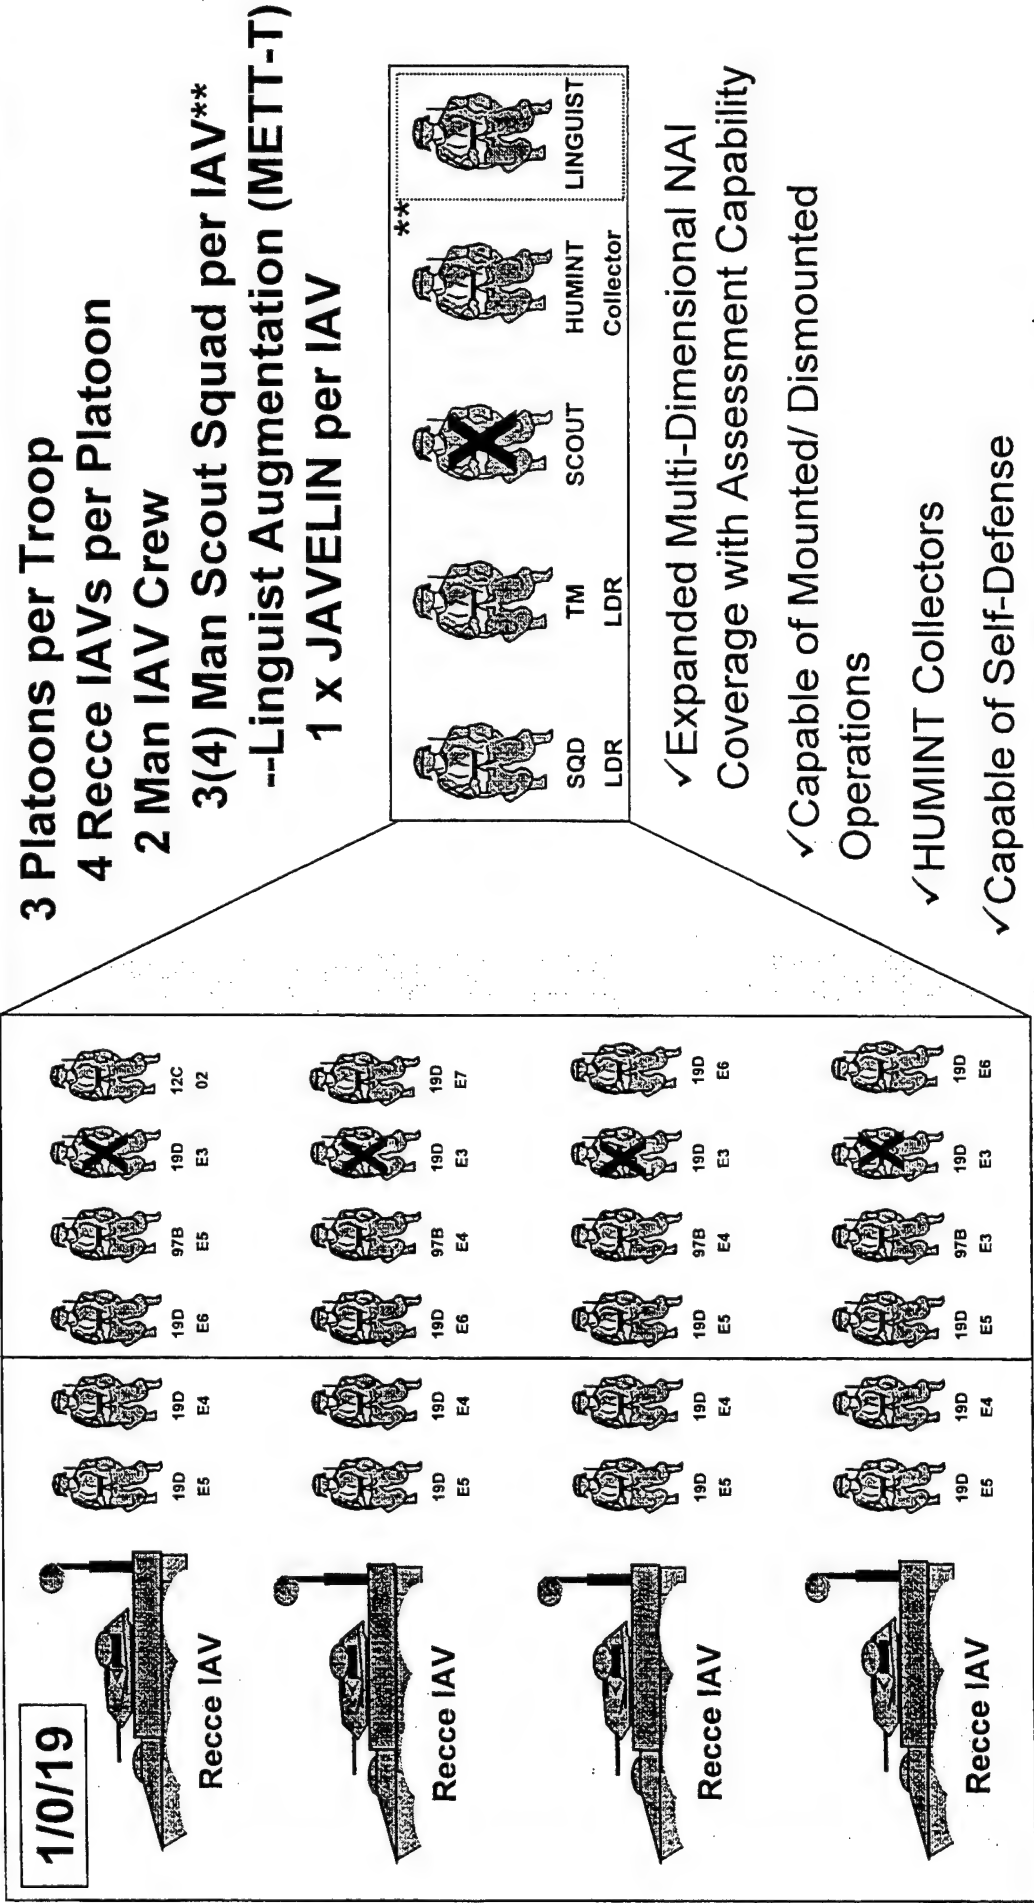 1/0/19
Recce IAV
19D 19D 19D 97B 19D 12C
E5 E4 E6 E5 E3 02
Recce IAV
19D 19D 19D 97B 19D 19D
E5 E4 E6 E4 E3 E7
Recce IAV
19D 19D 19D 97B 19D 19D
E5 E4 E5 E4 E3 E6
Recce IAV
19D 19D 19D 97B 19D 19D
E5 E4 E5 E3 E3 E6
3 Platoons per Troop
4 Recce IAVs per Platoon
2 Man IAV Crew
3(4) Man Scout Squad per IAV**
--Linguist Augmentation (METT-T)
1 x JAVELIN per IAV
**
SQD TM SCOUT HUMINT LINGUIST
LDR LDR Collector
✓Expanded Multi-Dimensional NAI
Coverage with Assessment Capability
✓Capable of Mounted/ Dismounted
Operations
✓HUMINT Collectors
✓Capable of Self-Defense